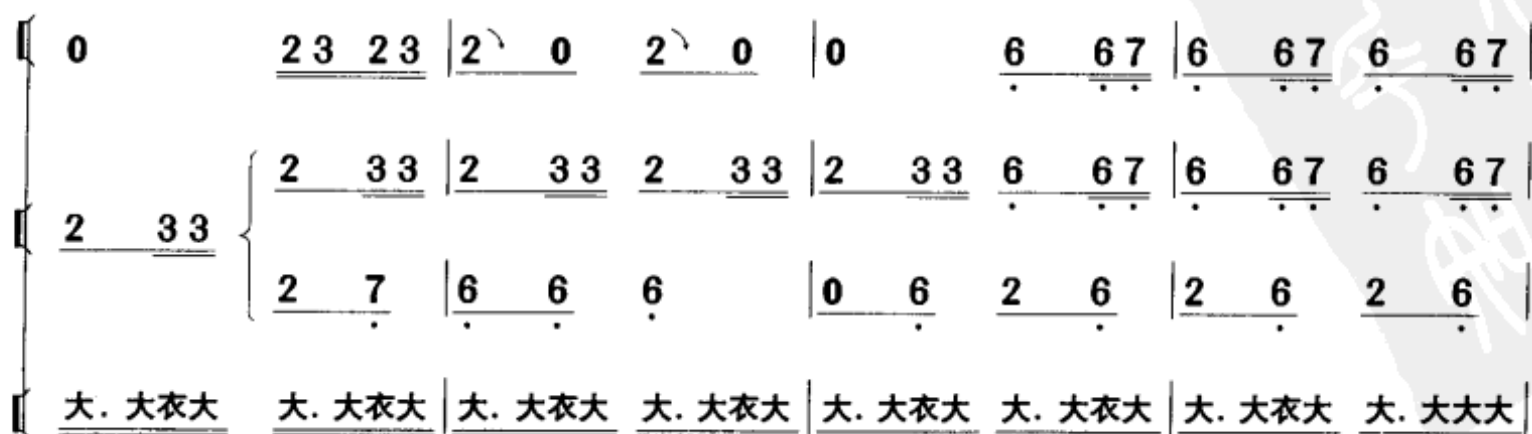 0 23 23 | 2 0 2 0 | 0 6 67 | 6 67 6 67 |
2 33 | 2 33 2 33 | 2 33 6 67 | 6 67 6 67 |
2 33
2 7 | 6 6 6 | 0 6 2 6 | 2 6 2 6 |
大. 大衣大 大. 大衣大 | 大. 大衣大 大. 大衣大 | 大. 大衣大 大. 大衣大 | 大. 大衣大 大. 大大大 |